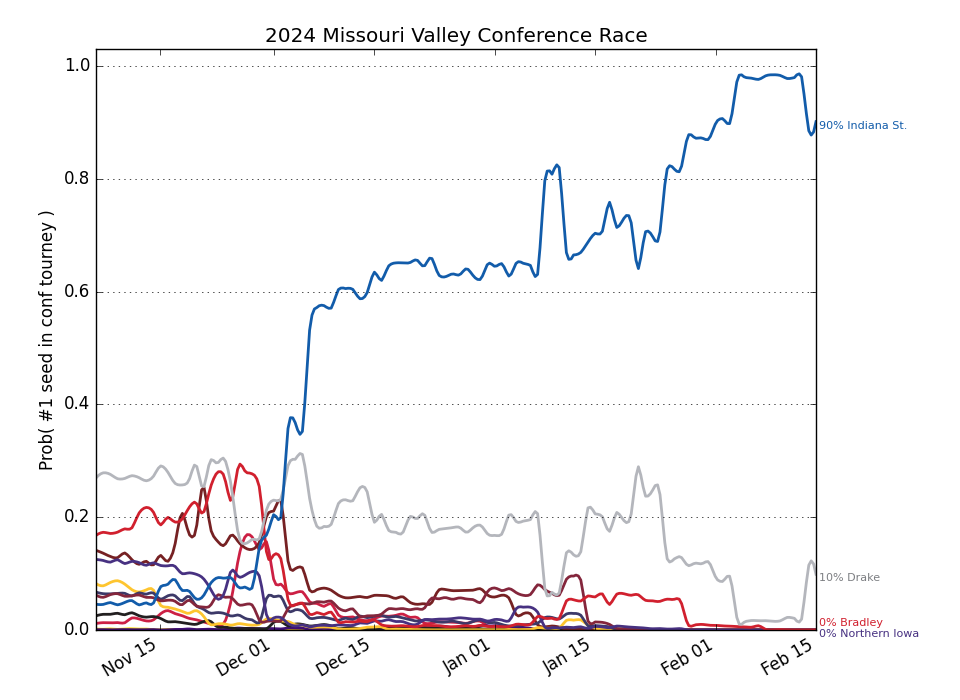 2024 Missouri Valley Conference Race
Prob( #1 seed in conf tourney )
1.0
0.8
0.6
0.4
0.2
0.0
90% Indiana St.
10% Drake
0% Bradley
0% Northern Iowa
Nov 15
Dec 01
Dec 15
Jan 01
Jan 15
Feb 01
Feb 15